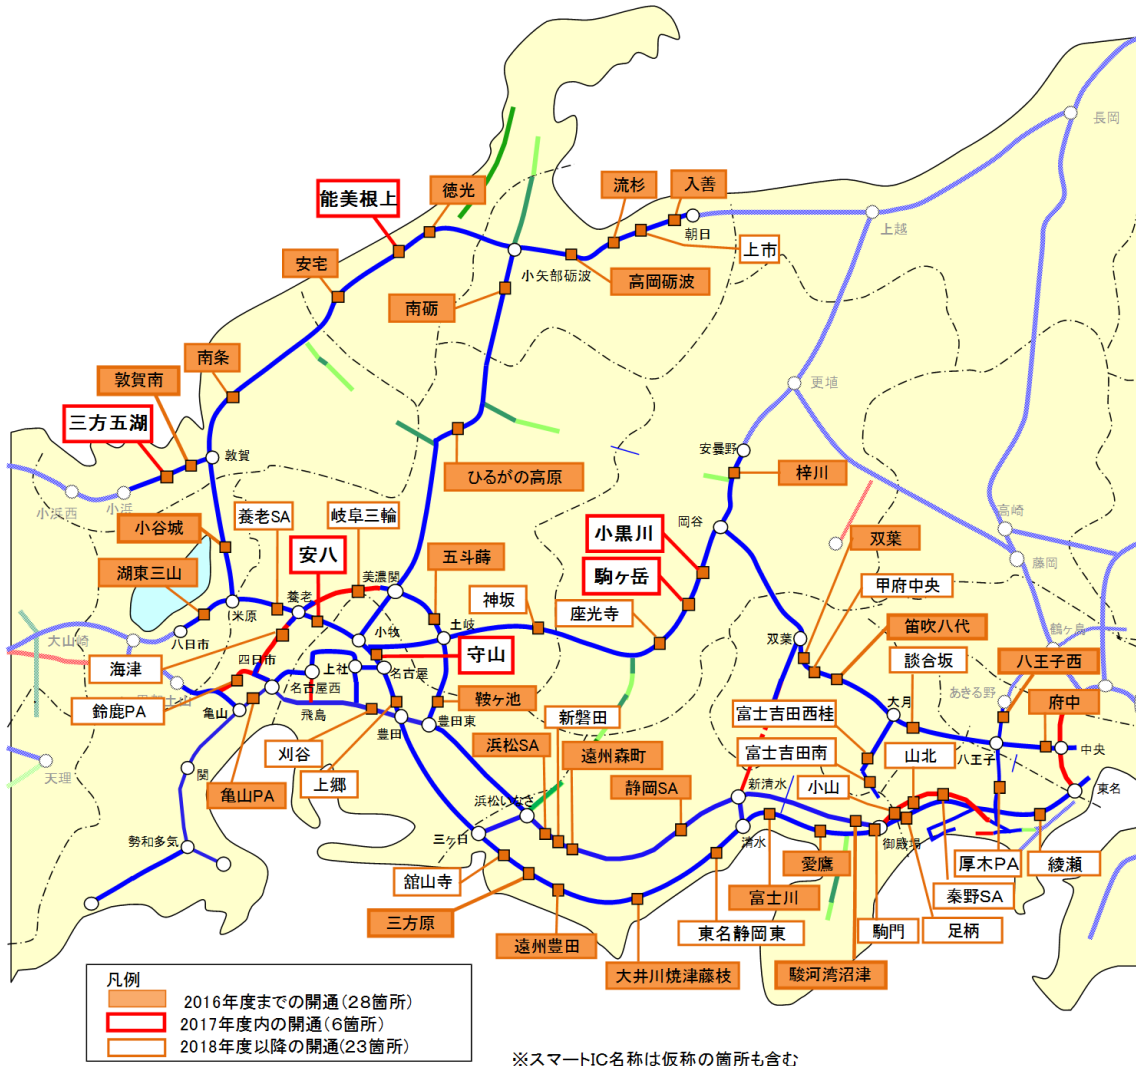 長岡
徳光
流杉
入善
能美根上
上越
朝日
上市
安宅
小矢部砺波
高岡砺波
南砺
南条
敦賀南
更埴
三方五湖
敦賀
安曇野
ひるがの高原
梓川
小浜西
小浜
養老SA
岐阜三輪
岡谷
高崎
小谷城
小黒川
双葉
安八
五斗蒔
藤岡
湖東三山
美濃関
駒ヶ岳
甲府中央
養老
神坂
座光寺
米原
笛吹八代
大山崎
八日市
小牧
土岐
双葉
鶴ヶ島
守山
談合坂
八王子西
海津
四日市
上社
名古屋
名古屋西
あきる野
鈴鹿PA
亀山
飛島
鞍ヶ池
新磐田
富士吉田西桂
大月
府中
豊田
豊田東
刈谷
浜松SA
遠州森町
富士吉田南
山北
八王子
中央
天理
関
上郷
亀山PA
静岡SA
新清水
小山
東名
浜松いなさ
三ヶ日
勢和多気
清水
御殿場
愛鷹
厚木PA
綾瀬
舘山寺
富士川
秦野SA
三方原
遠州豊田
東名静岡東
駒門
足柄
大井川焼津藤枝
駿河湾沼津
凡例
2016年度までの開通(28箇所)
2017年度内の開通(6箇所)
2018年度以降の開通(23箇所)
※スマートIC名称は仮称の箇所も含む